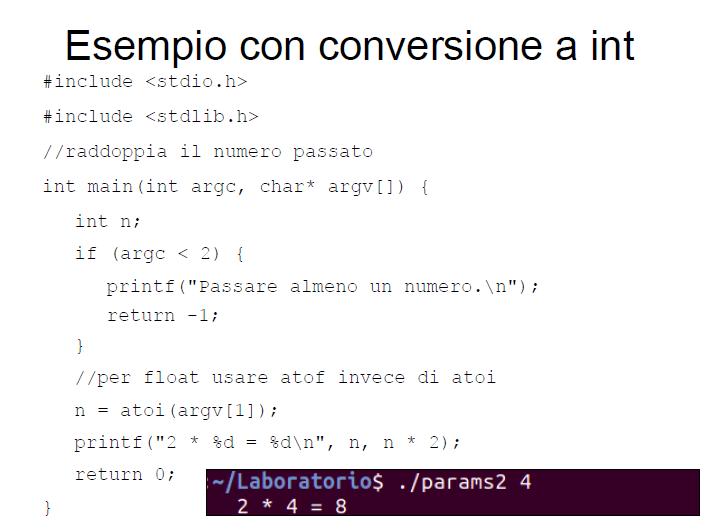 Esempio con conversione a int
#include <stdio.h>
#include <stdlib.h>
//raddoppia il numero passato
int main(int argc, char* argv[]) {
int n;
if (argc < 2) {
printf("Passare almeno un numero.\n");
return -1;
}
//per float usare atof invece di atoi
n = atoi(argv[1]);
printf("2 * %d = %d\n", n, n * 2);
return 0;
}
:~/Laboratorio$ ./params2 4
2 * 4 = 8